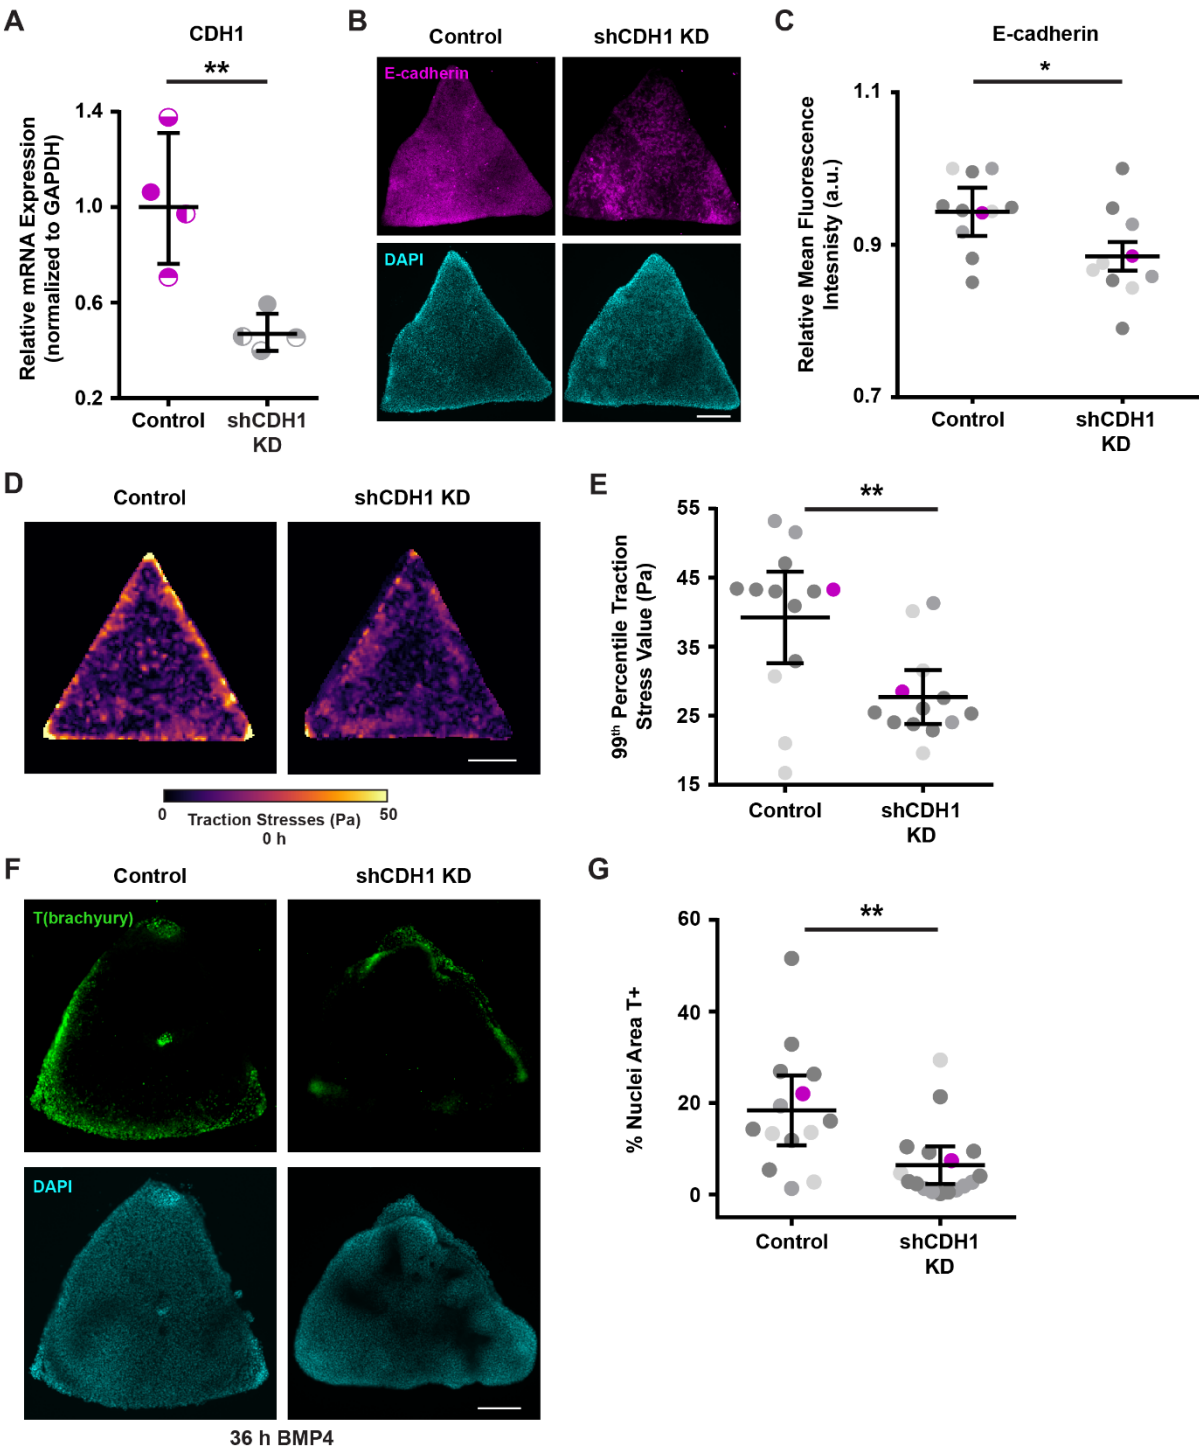 A
CDH1
**
Relative mRNA Expression
(normalized to GAPDH)
1.4
1.0
0.6
0.2
Control
shCDH1
KD
B
Control
shCDH1 KD
E-cadherin
DAPI
C
E-cadherin
*
Relative Mean Fluorescence
Intesnisty (a.u.)
1.1
0.9
0.7
Control
shCDH1
KD
D
Control
shCDH1 KD
0
50
Traction Stresses (Pa)
0 h
E
**
99th Percentile Traction
Stress Value (Pa)
55
45
35
25
15
Control
shCDH1
KD
F
Control
shCDH1 KD
T(brachyury)
DAPI
36 h BMP4
G
**
% Nuclei Area T+
60
40
20
0
Control
shCDH1
KD